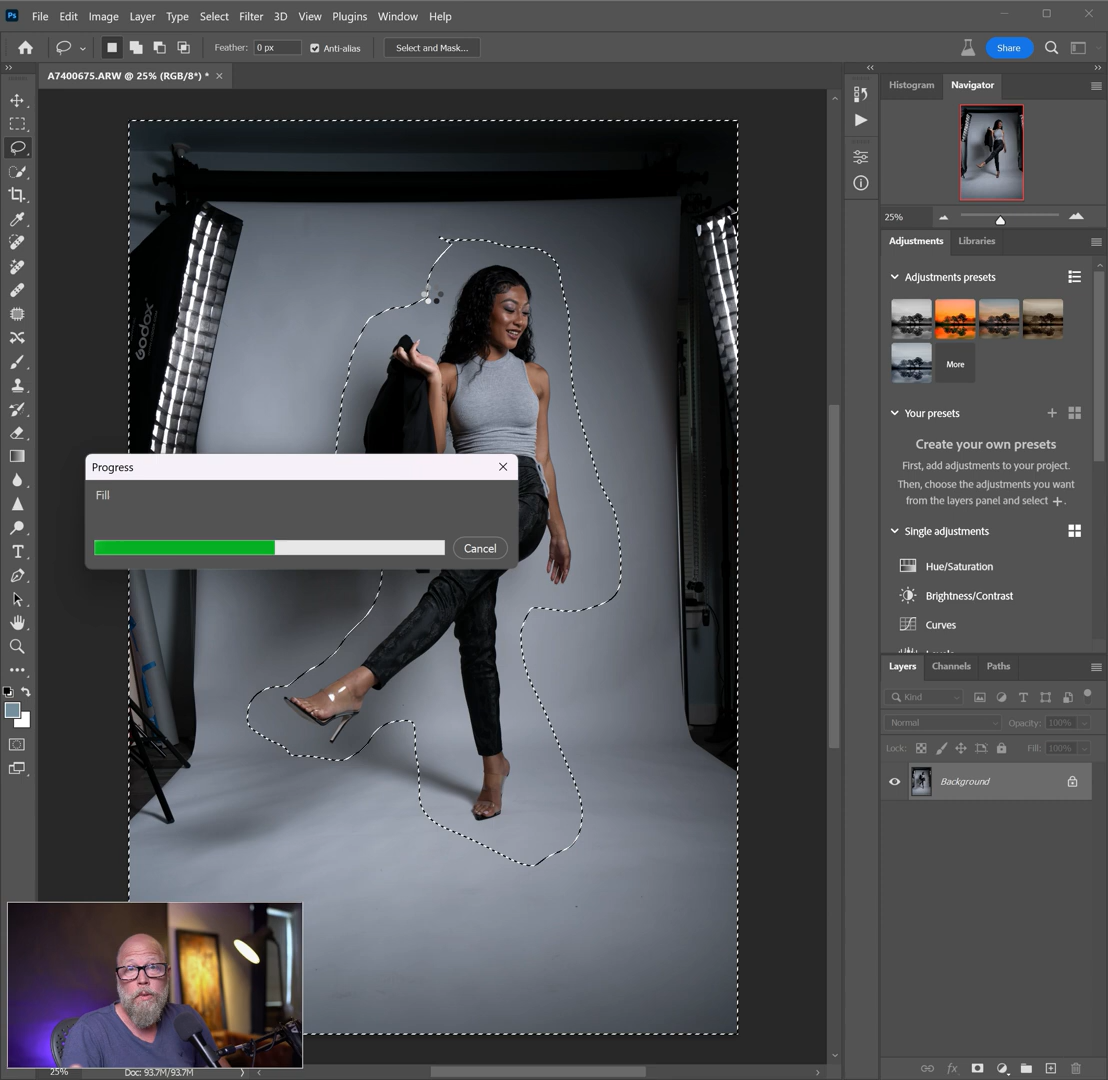 Ps File Edit Image Layer Type Select Filter 3D View Plugins Window Help
Feather: 0 px Anti-alias Select and Mask... Share
A7400675.ARW @ 25% (RGB/8*) * ×
Histogram Navigator
25%
Adjustments Libraries
Adjustments presets
More
Your presets
Create your own presets
First, add adjustments to your project.
Then, choose the adjustments you want
from the layers panel and select + .
Single adjustments
Hue/Saturation
Brightness/Contrast
Curves
Godox
Progress
Fill
Cancel
Layers Channels Paths
Kind
Normal Opacity: 100%
Lock: Fill: 100%
Background
fx
25% Doc: 93.7M/93.7M